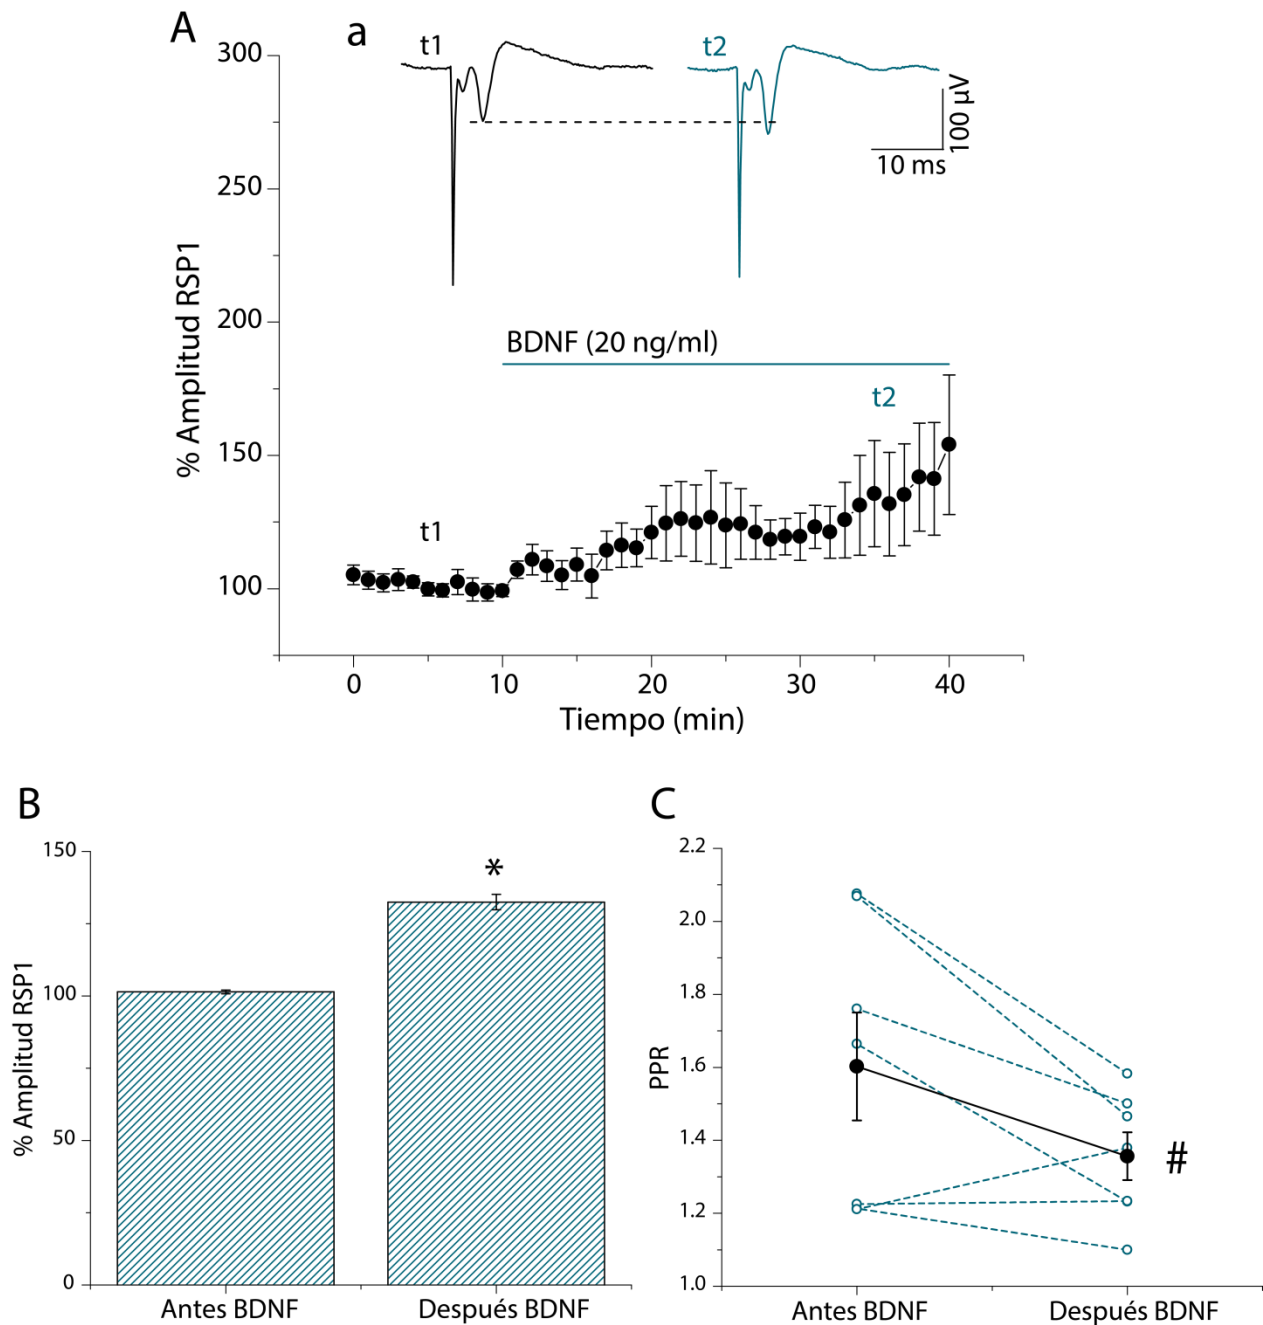 A
a
t1
t2
100 µV
10 ms
300
250
200
150
100
% Amplitud RSP1
BDNF (20 ng/ml)
t2
t1
0 10 20 30 40
Tiempo (min)
B
150
100
50
0
% Amplitud RSP1
*
Antes BDNF Después BDNF
C
2.2
2.0
1.8
1.6
1.4
1.2
1.0
PPR
#
Antes BDNF Después BDNF